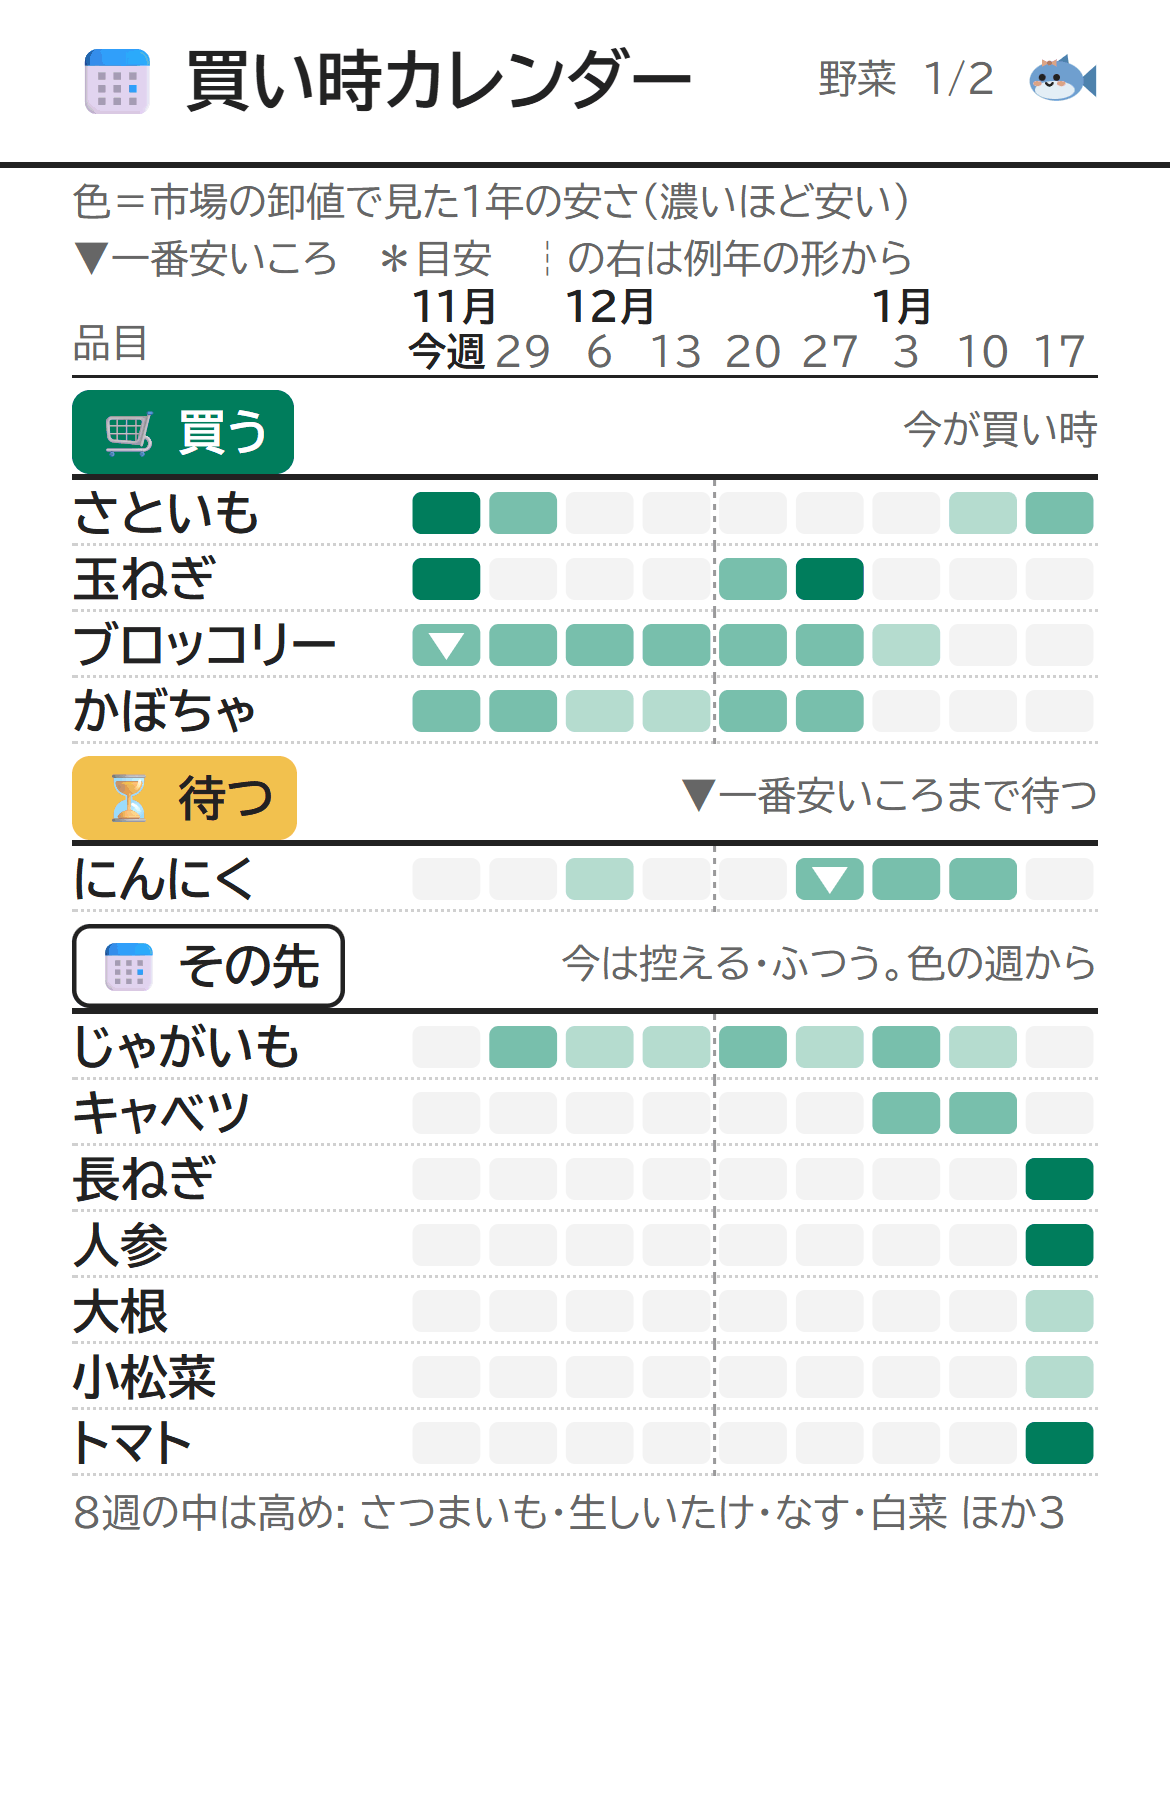 買い時カレンダー 野菜 1/2
色＝市場の卸値で見た1年の安さ（濃いほど安い）
▼一番安いころ ＊目安 ┊の右は例年の形から
11月 12月 1月
品目 今週 29 6 13 20 27 3 10 17
買う 今が買い時
さといも
玉ねぎ
ブロッコリー
かぼちゃ
待つ ▼一番安いころまで待つ
にんにく
その先 今は控える・ふつう。色の週から
じゃがいも
キャベツ
長ねぎ
人参
大根
小松菜
トマト
8週の中は高め: さつまいも・生しいたけ・なす・白菜 ほか3